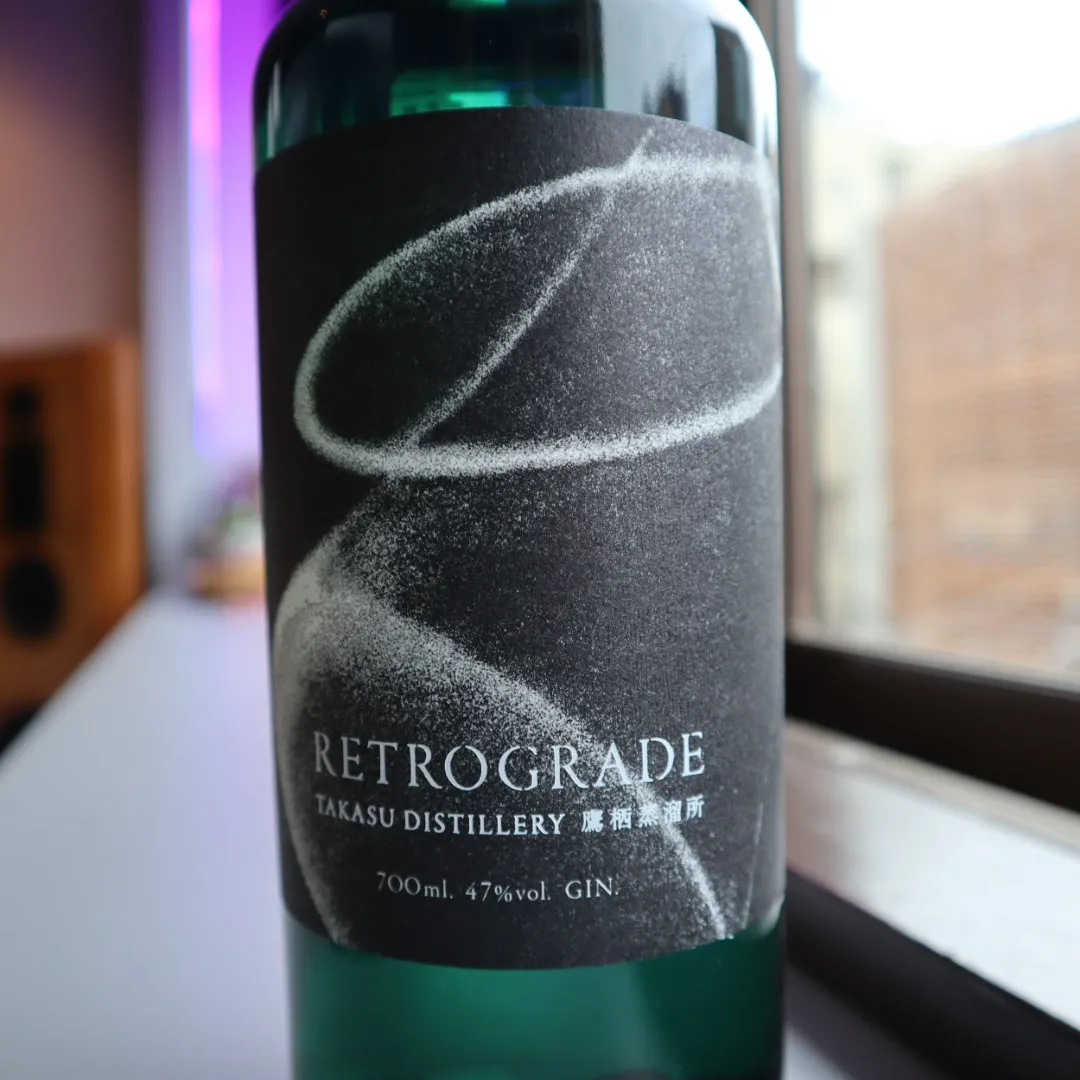 RETROGRADE
TAKASU DISTILLERY 鷹栖蒸溜所
700ml. 47%vol. GIN.